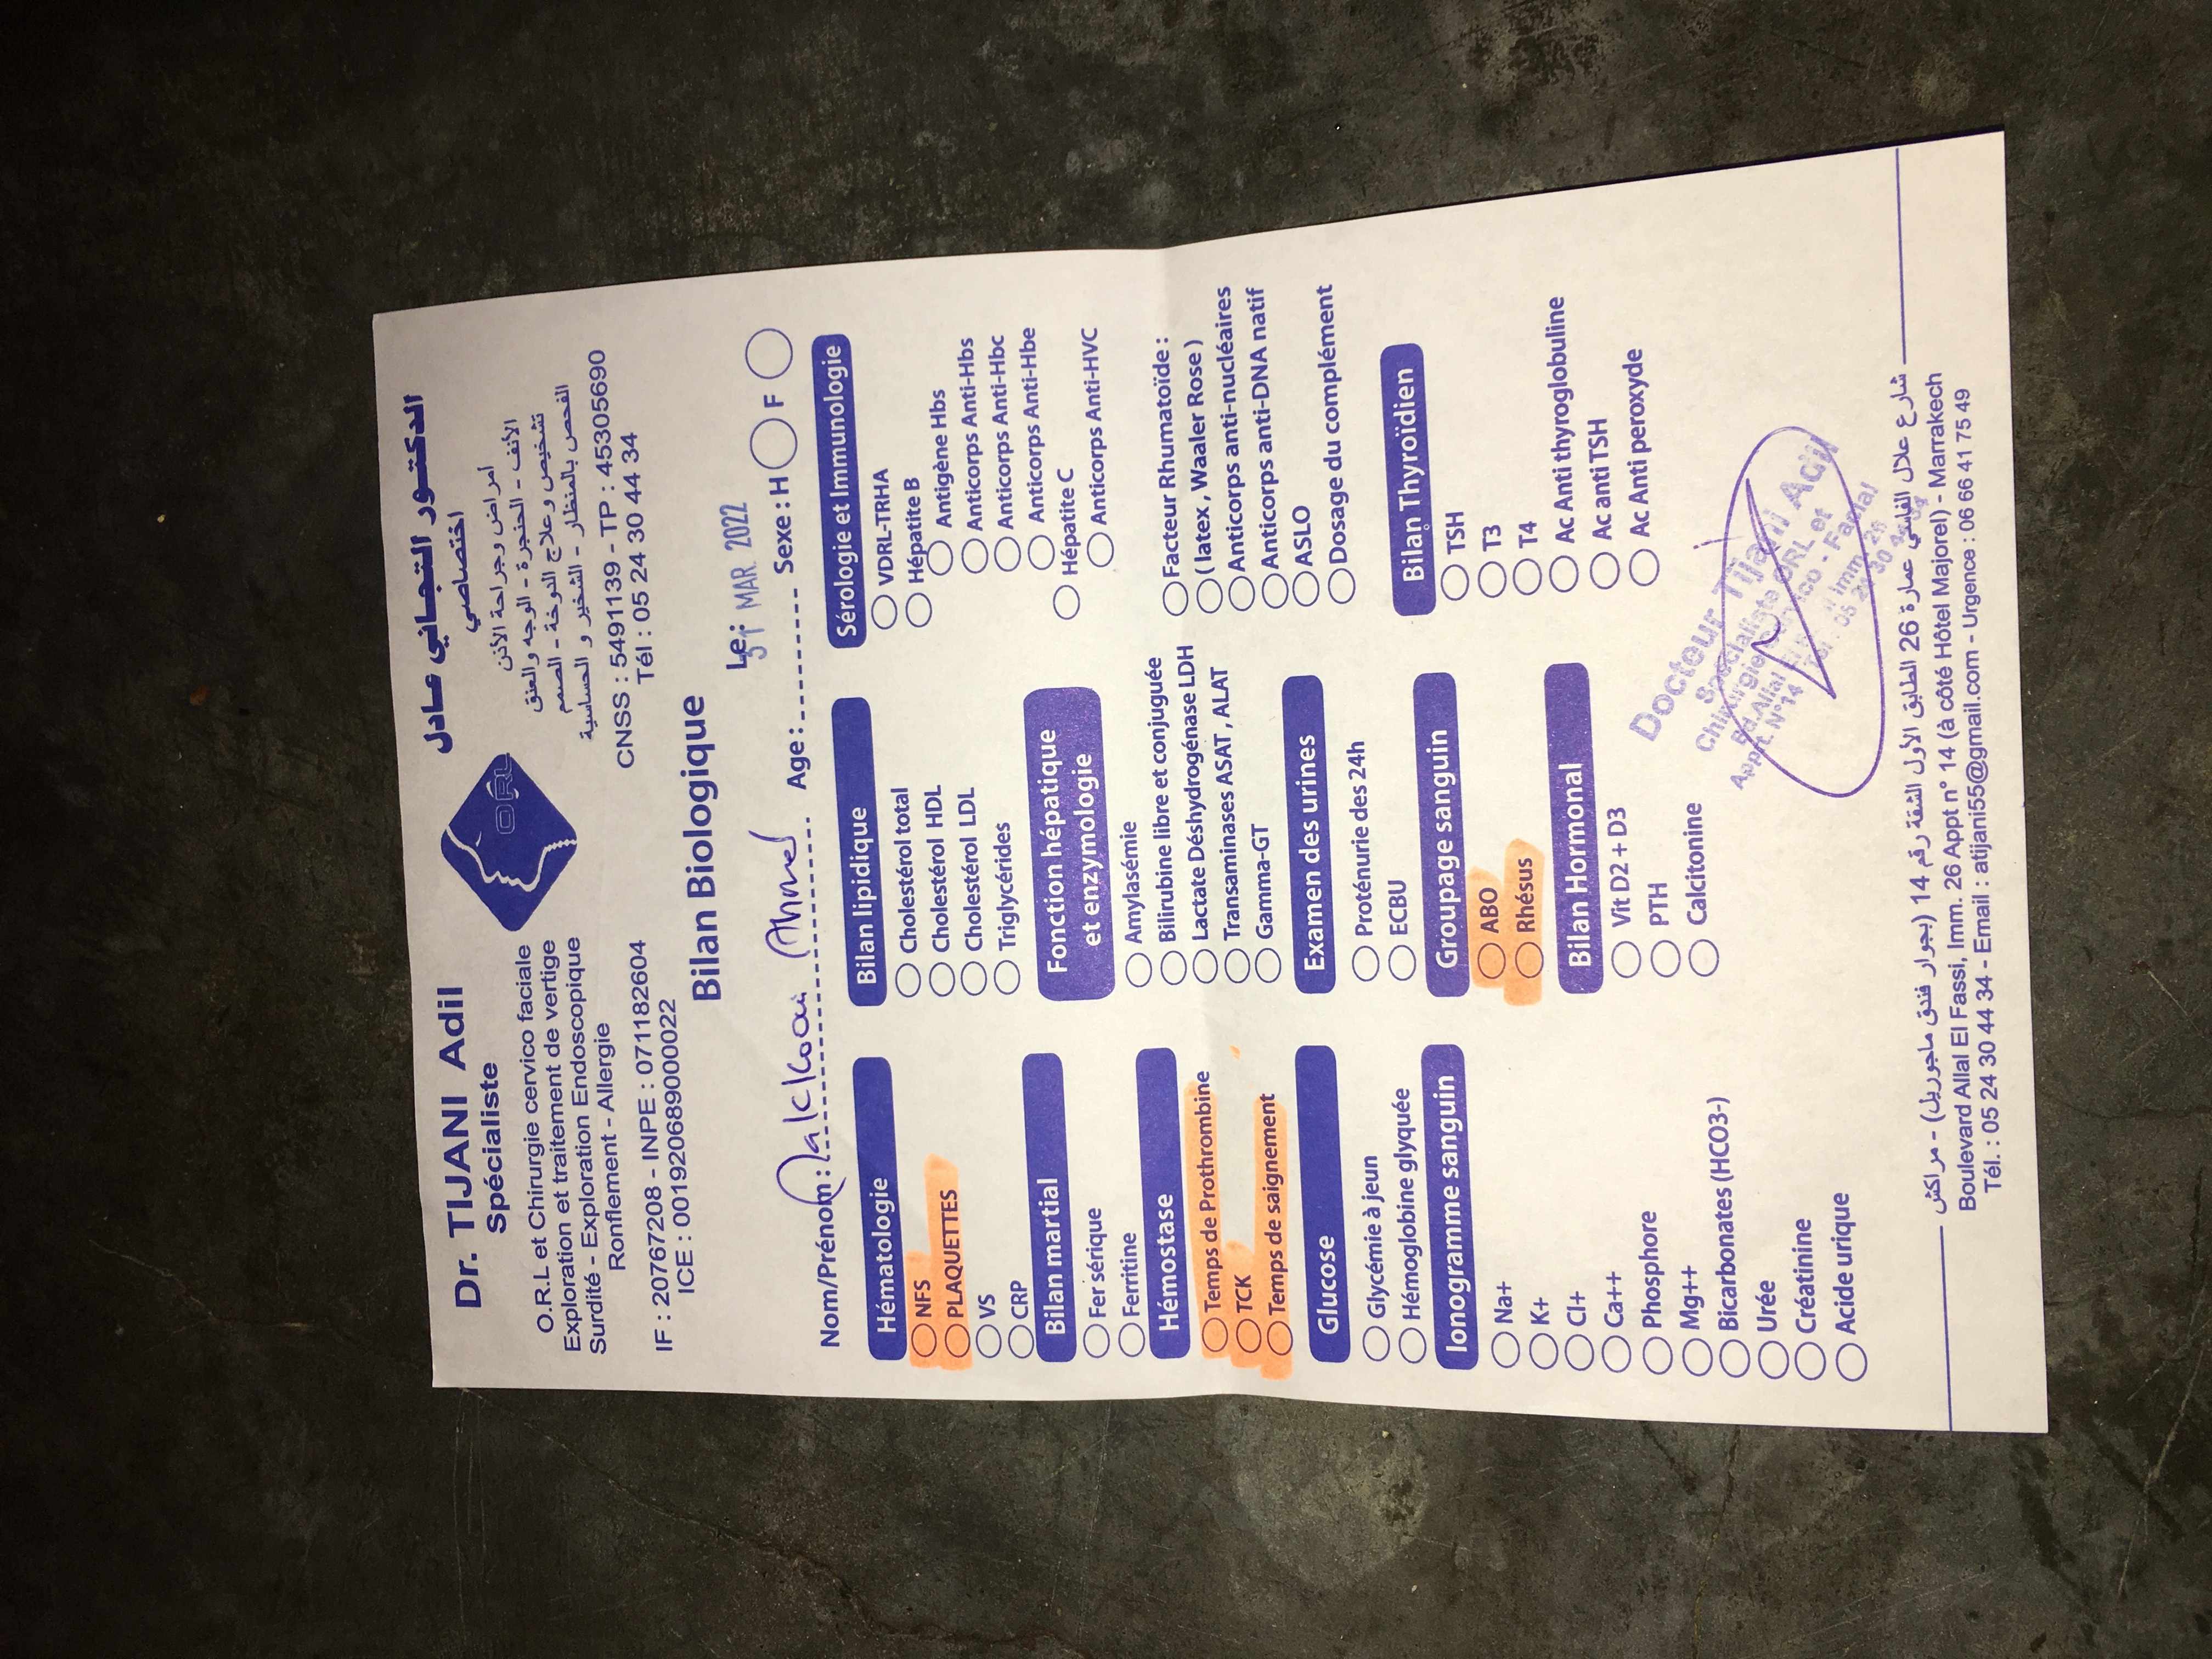 Dr. TIJANI Adil
Spécialiste
O.R.L et Chirurgie cervico faciale
Exploration et traitement de vertige
Surdité - Exploration Endoscopique
Ronflement - Allergie
IF : 20767208 - INPE : 071182604
ICE : 001920689000022
ORL
الدكتور التجاني عادل
اختصاصي
أمراض وجراحة الأذن
الأنف - الحنجرة - الوجه والعنق
تشخيص وعلاج الدوخة - الصمم
الفحص بالمنظار - الشخير و الحساسية
CNSS : 5491139 - TP : 45305690
Tél : 05 24 30 44 34
Bilan Biologique
Le: 31 MAR. 2022
Nom/Prénom: Ahmed Age: Sexe : H F
Hématologie
NFS
PLAQUETTES
VS
CRP
Bilan martial
Fer sérique
Ferritine
Hémostase
Temps de Prothrombine
TCK
Temps de saignement
Glucose
Glycémie à jeun
Hémoglobine glyquée
Ionogramme sanguin
Na+
K+
Cl+
Ca++
Phosphore
Mg++
Bicarbonates (HCO3-)
Urée
Créatinine
Acide urique
Bilan lipidique
Cholestérol total
Cholestérol HDL
Cholestérol LDL
Triglycérides
Fonction hépatique
et enzymologie
Amylasémie
Bilirubine libre et conjuguée
Lactate Déshydrogénase LDH
Transaminases ASAT , ALAT
Gamma-GT
Examen des urines
Proténurie des 24h
ECBU
Groupage sanguin
ABO
Rhésus
Bilan Hormonal
Vit D2 + D3
PTH
Calcitonine
Sérologie et Immunologie
VDRL-TRHA
Hépatite B
Antigène Hbs
Anticorps Anti-Hbs
Anticorps Anti-Hbc
Anticorps Anti-Hbe
Hépatite C
Anticorps Anti-HVC
Facteur Rhumatoïde :
( latex , Waaler Rose )
Anticorps anti-nucléaires
Anticorps anti-DNA natif
ASLO
Dosage du complément
Bilan Thyroïdien
TSH
T3
T4
Ac Anti thyroglobuline
Ac anti TSH
Ac Anti peroxyde
Docteur Tijani Adil
Spécialiste ORL et
Appt. N°14
شارع علال الفاسي عمارة 26 الطابق الأول الشقة رقم 14 (بجوار فندق ماجوريل) - مراكش
Boulevard Allal El Fassi, Imm. 26 Appt n° 14 (à côté Hôtel Majorel) - Marrakech
Tél. : 05 24 30 44 34 - Email : atijani55@gmail.com - Urgence : 06 66 41 75 49